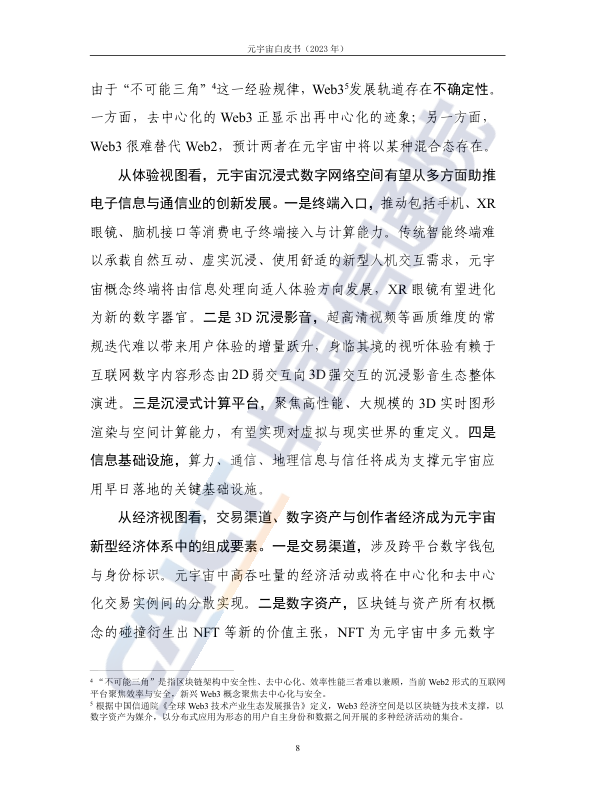 元宇宙白皮书（2023 年）
由于“不可能三角”⁴这一经验规律，Web3⁵发展轨道存在不确定性。
一方面，去中心化的 Web3 正显示出再中心化的迹象；另一方面，
Web3 很难替代 Web2，预计两者在元宇宙中将以某种混合态存在。
从体验视图看，元宇宙沉浸式数字网络空间有望从多方面助推
电子信息与通信业的创新发展。一是终端入口，推动包括手机、XR
眼镜、脑机接口等消费电子终端接入与计算能力。传统智能终端难
以承载自然互动、虚实沉浸、使用舒适的新型人机交互需求，元宇
宙概念终端将由信息处理向适人体验方向发展，XR 眼镜有望进化
为新的数字器官。二是 3D 沉浸影音，超高清视频等画质维度的常
规迭代难以带来用户体验的增量跃升，身临其境的视听体验有赖于
互联网数字内容形态由 2D 弱交互向 3D 强交互的沉浸影音生态整体
演进。三是沉浸式计算平台，聚焦高性能、大规模的 3D 实时图形
渲染与空间计算能力，有望实现对虚拟与现实世界的重定义。四是
信息基础设施，算力、通信、地理信息与信任将成为支撑元宇宙应
用早日落地的关键基础设施。
从经济视图看，交易渠道、数字资产与创作者经济成为元宇宙
新型经济体系中的组成要素。一是交易渠道，涉及跨平台数字钱包
与身份标识。元宇宙中高吞吐量的经济活动或将在中心化和去中心
化交易实例间的分散实现。二是数字资产，区块链与资产所有权概
念的碰撞衍生出 NFT 等新的价值主张，NFT 为元宇宙中多元数字
⁴ “不可能三角”是指区块链架构中安全性、去中心化、效率性能三者难以兼顾，当前 Web2 形式的互联网
平台聚焦效率与安全，新兴 Web3 概念聚焦去中心化与安全。
⁵ 根据中国信通院《全球 Web3 技术产业生态发展报告》定义，Web3 经济空间是以区块链为技术支撑，以
数字资产为媒介，以分布式应用为形态的用户自主身份和数据之间开展的多种经济活动的集合。
8
CAICT 中国信通院